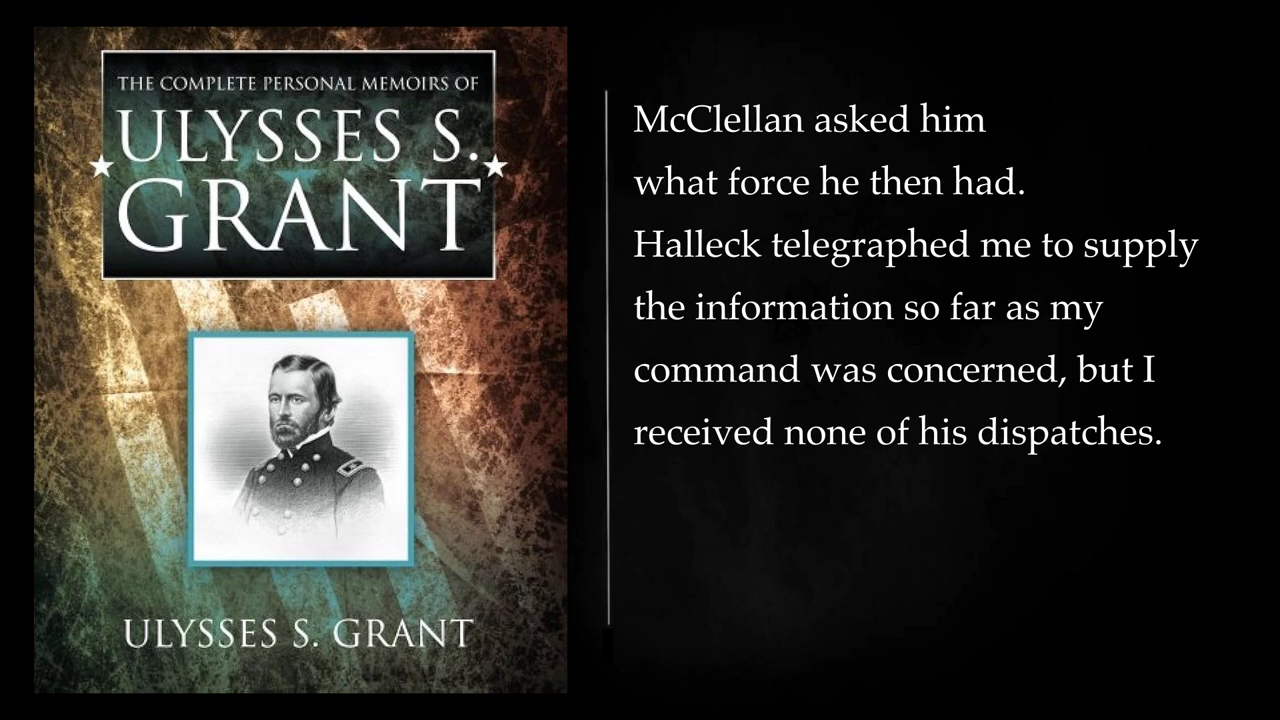 THE COMPLETE PERSONAL MEMOIRS OF
ULYSSES S.
GRANT
ULYSSES S. GRANT
McClellan asked him
what force he then had.
Halleck telegraphed me to supply
the information so far as my
command was concerned, but I
received none of his dispatches.